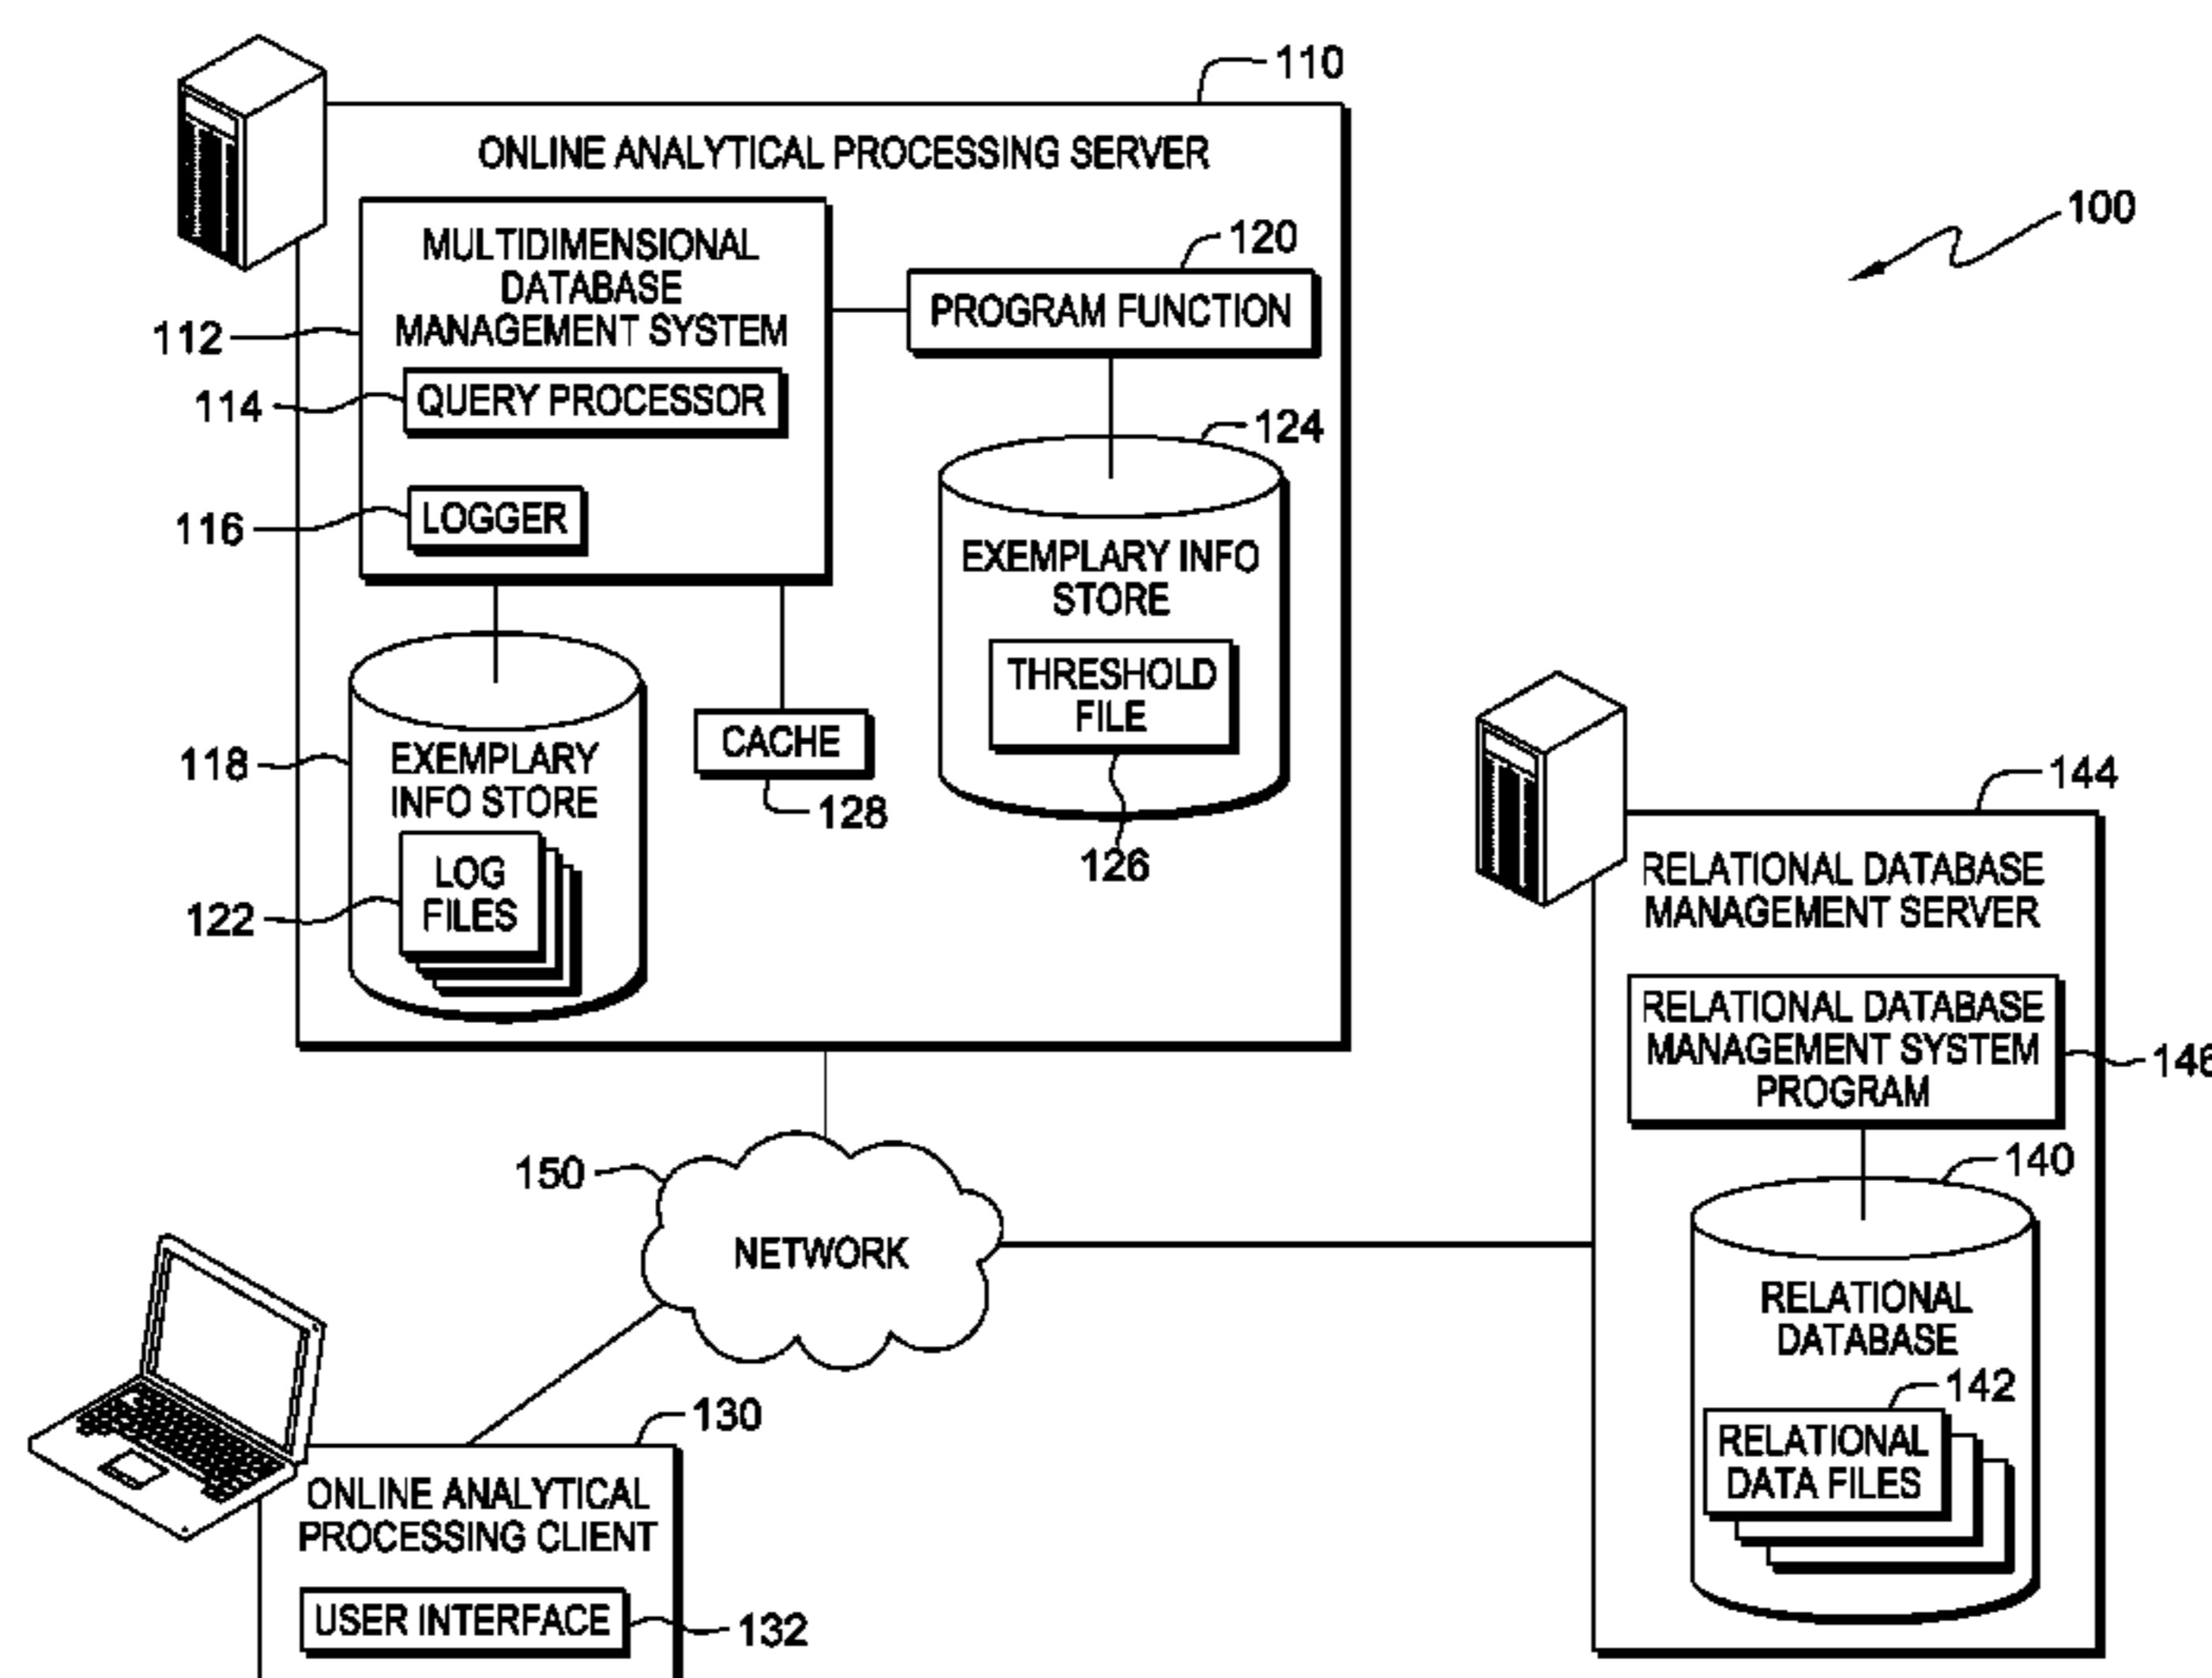 110
ONLINE ANALYTICAL PROCESSING SERVER
100
MULTIDIMENSIONAL
DATABASE
MANAGEMENT SYSTEM
112
120
PROGRAM FUNCTION
QUERY PROCESSOR
114
124
LOGGER
116
EXEMPLARY INFO
STORE
THRESHOLD
FILE
126
CACHE
128
118
EXEMPLARY
INFO STORE
LOG
FILES
122
144
RELATIONAL DATABASE
MANAGEMENT SERVER
RELATIONAL DATABASE
MANAGEMENT SYSTEM
PROGRAM
146
150
NETWORK
140
RELATIONAL
DATABASE
142
RELATIONAL
DATA FILES
130
ONLINE ANALYTICAL
PROCESSING CLIENT
USER INTERFACE
132